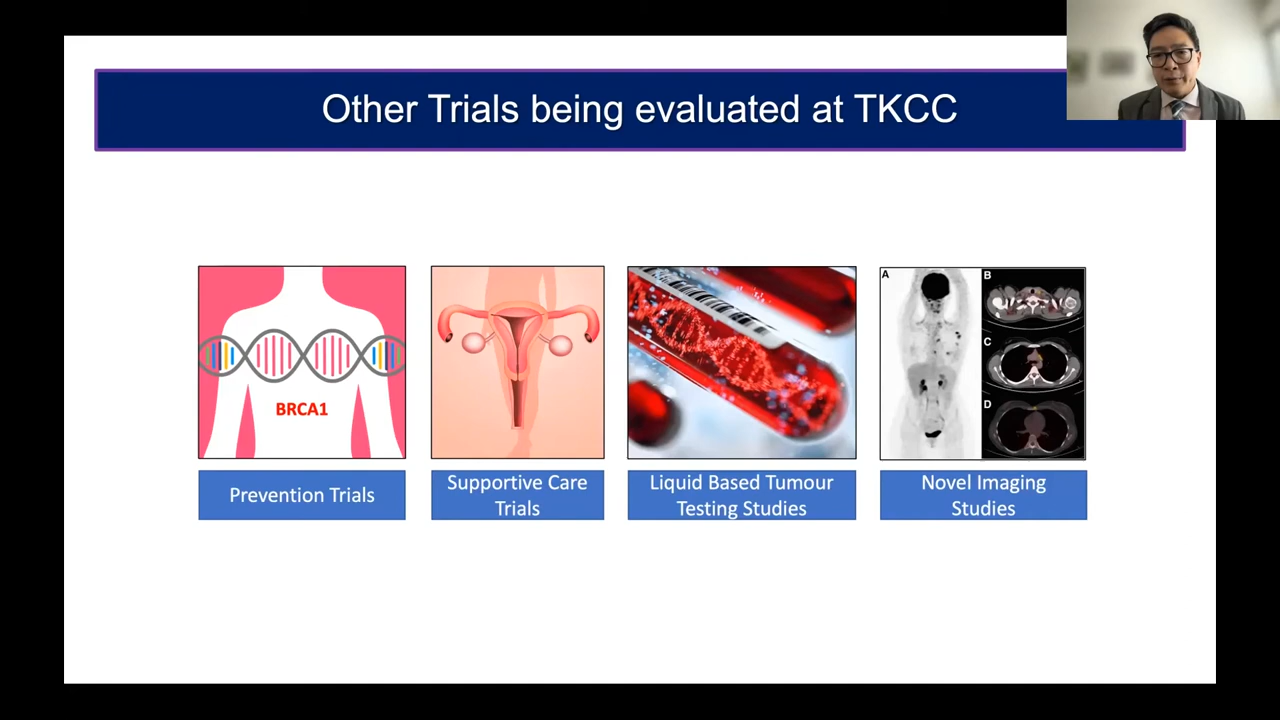 Other Trials being evaluated at TKCC
BRCA1
A
B
C
D
Prevention Trials
Supportive Care
Trials
Liquid Based Tumour
Testing Studies
Novel Imaging
Studies